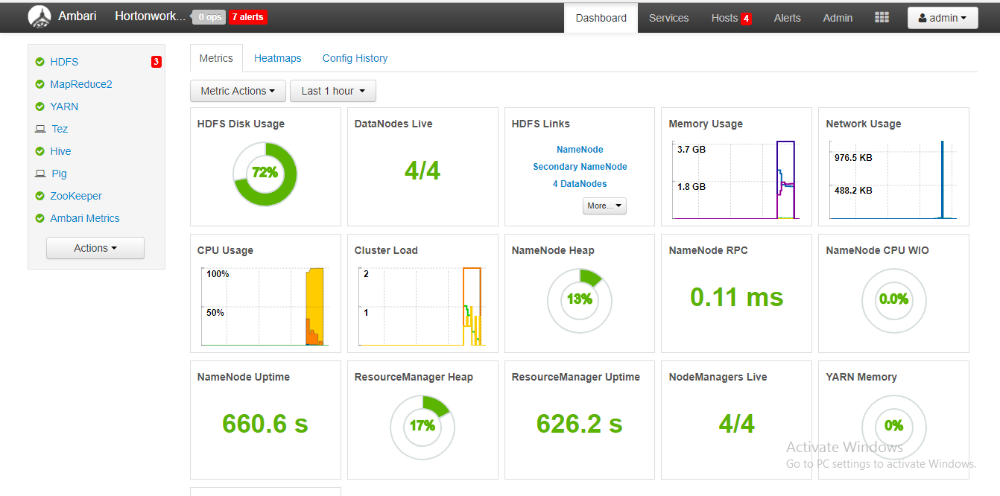 Ambari Hortonwork... 0 ops 7 alerts Dashboard Services Hosts 4 Alerts Admin admin
HDFS 3
MapReduce2
YARN
Tez
Hive
Pig
ZooKeeper
Ambari Metrics
Actions
Metrics Heatmaps Config History
Metric Actions Last 1 hour
HDFS Disk Usage
72%
DataNodes Live
4/4
HDFS Links
NameNode
Secondary NameNode
4 DataNodes
More...
Memory Usage
3.7 GB
1.8 GB
Network Usage
976.5 KB
488.2 KB
CPU Usage
100%
50%
Cluster Load
2
1
NameNode Heap
13%
NameNode RPC
0.11 ms
NameNode CPU WIO
0.0%
NameNode Uptime
660.6 s
ResourceManager Heap
17%
ResourceManager Uptime
626.2 s
NodeManagers Live
4/4
YARN Memory
0%
Activate Windows
Go to PC settings to activate Windows.